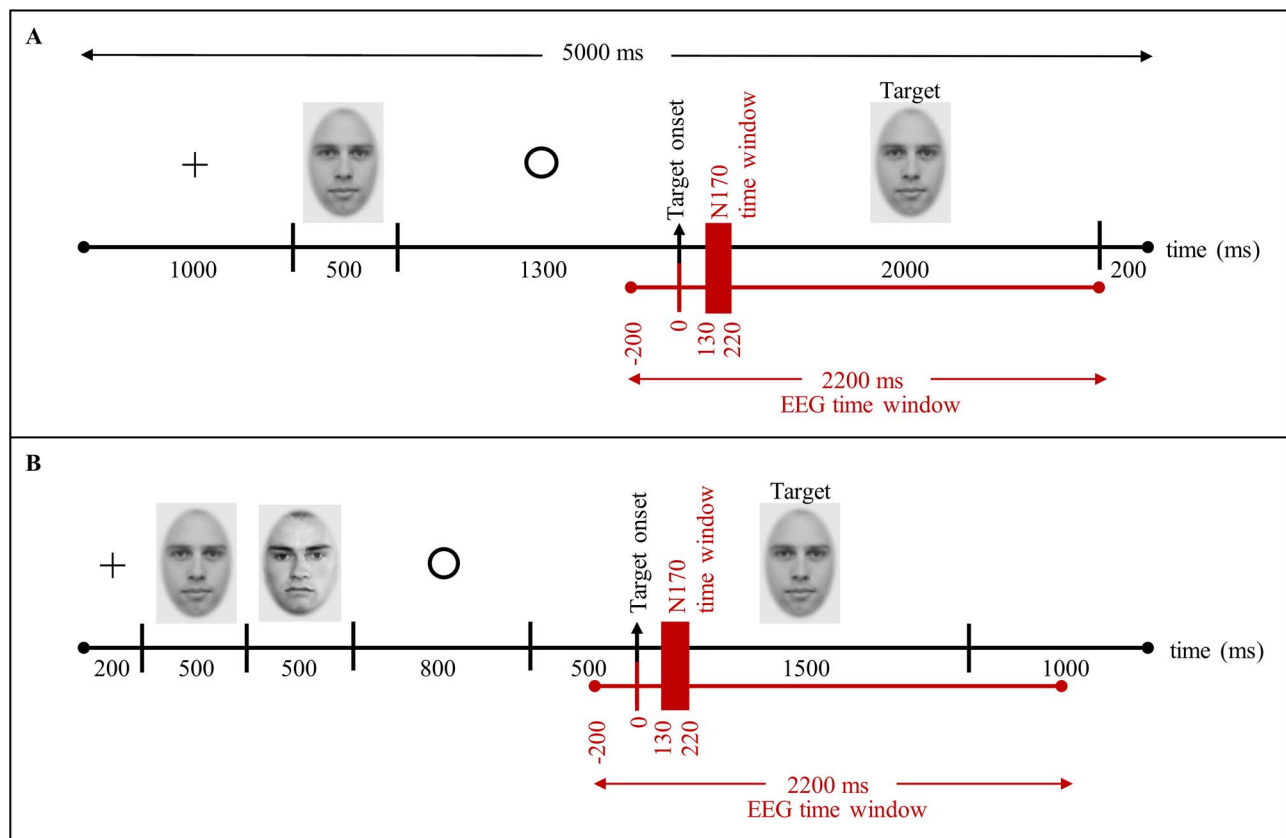 A
5000 ms
Target
Target onset
N170
time window
time (ms)
1000
500
1300
2000
200
-200
0
130
220
2200 ms
EEG time window
B
Target
Target onset
N170
time window
time (ms)
200
500
500
800
500
1500
1000
-200
0
130
220
2200 ms
EEG time window